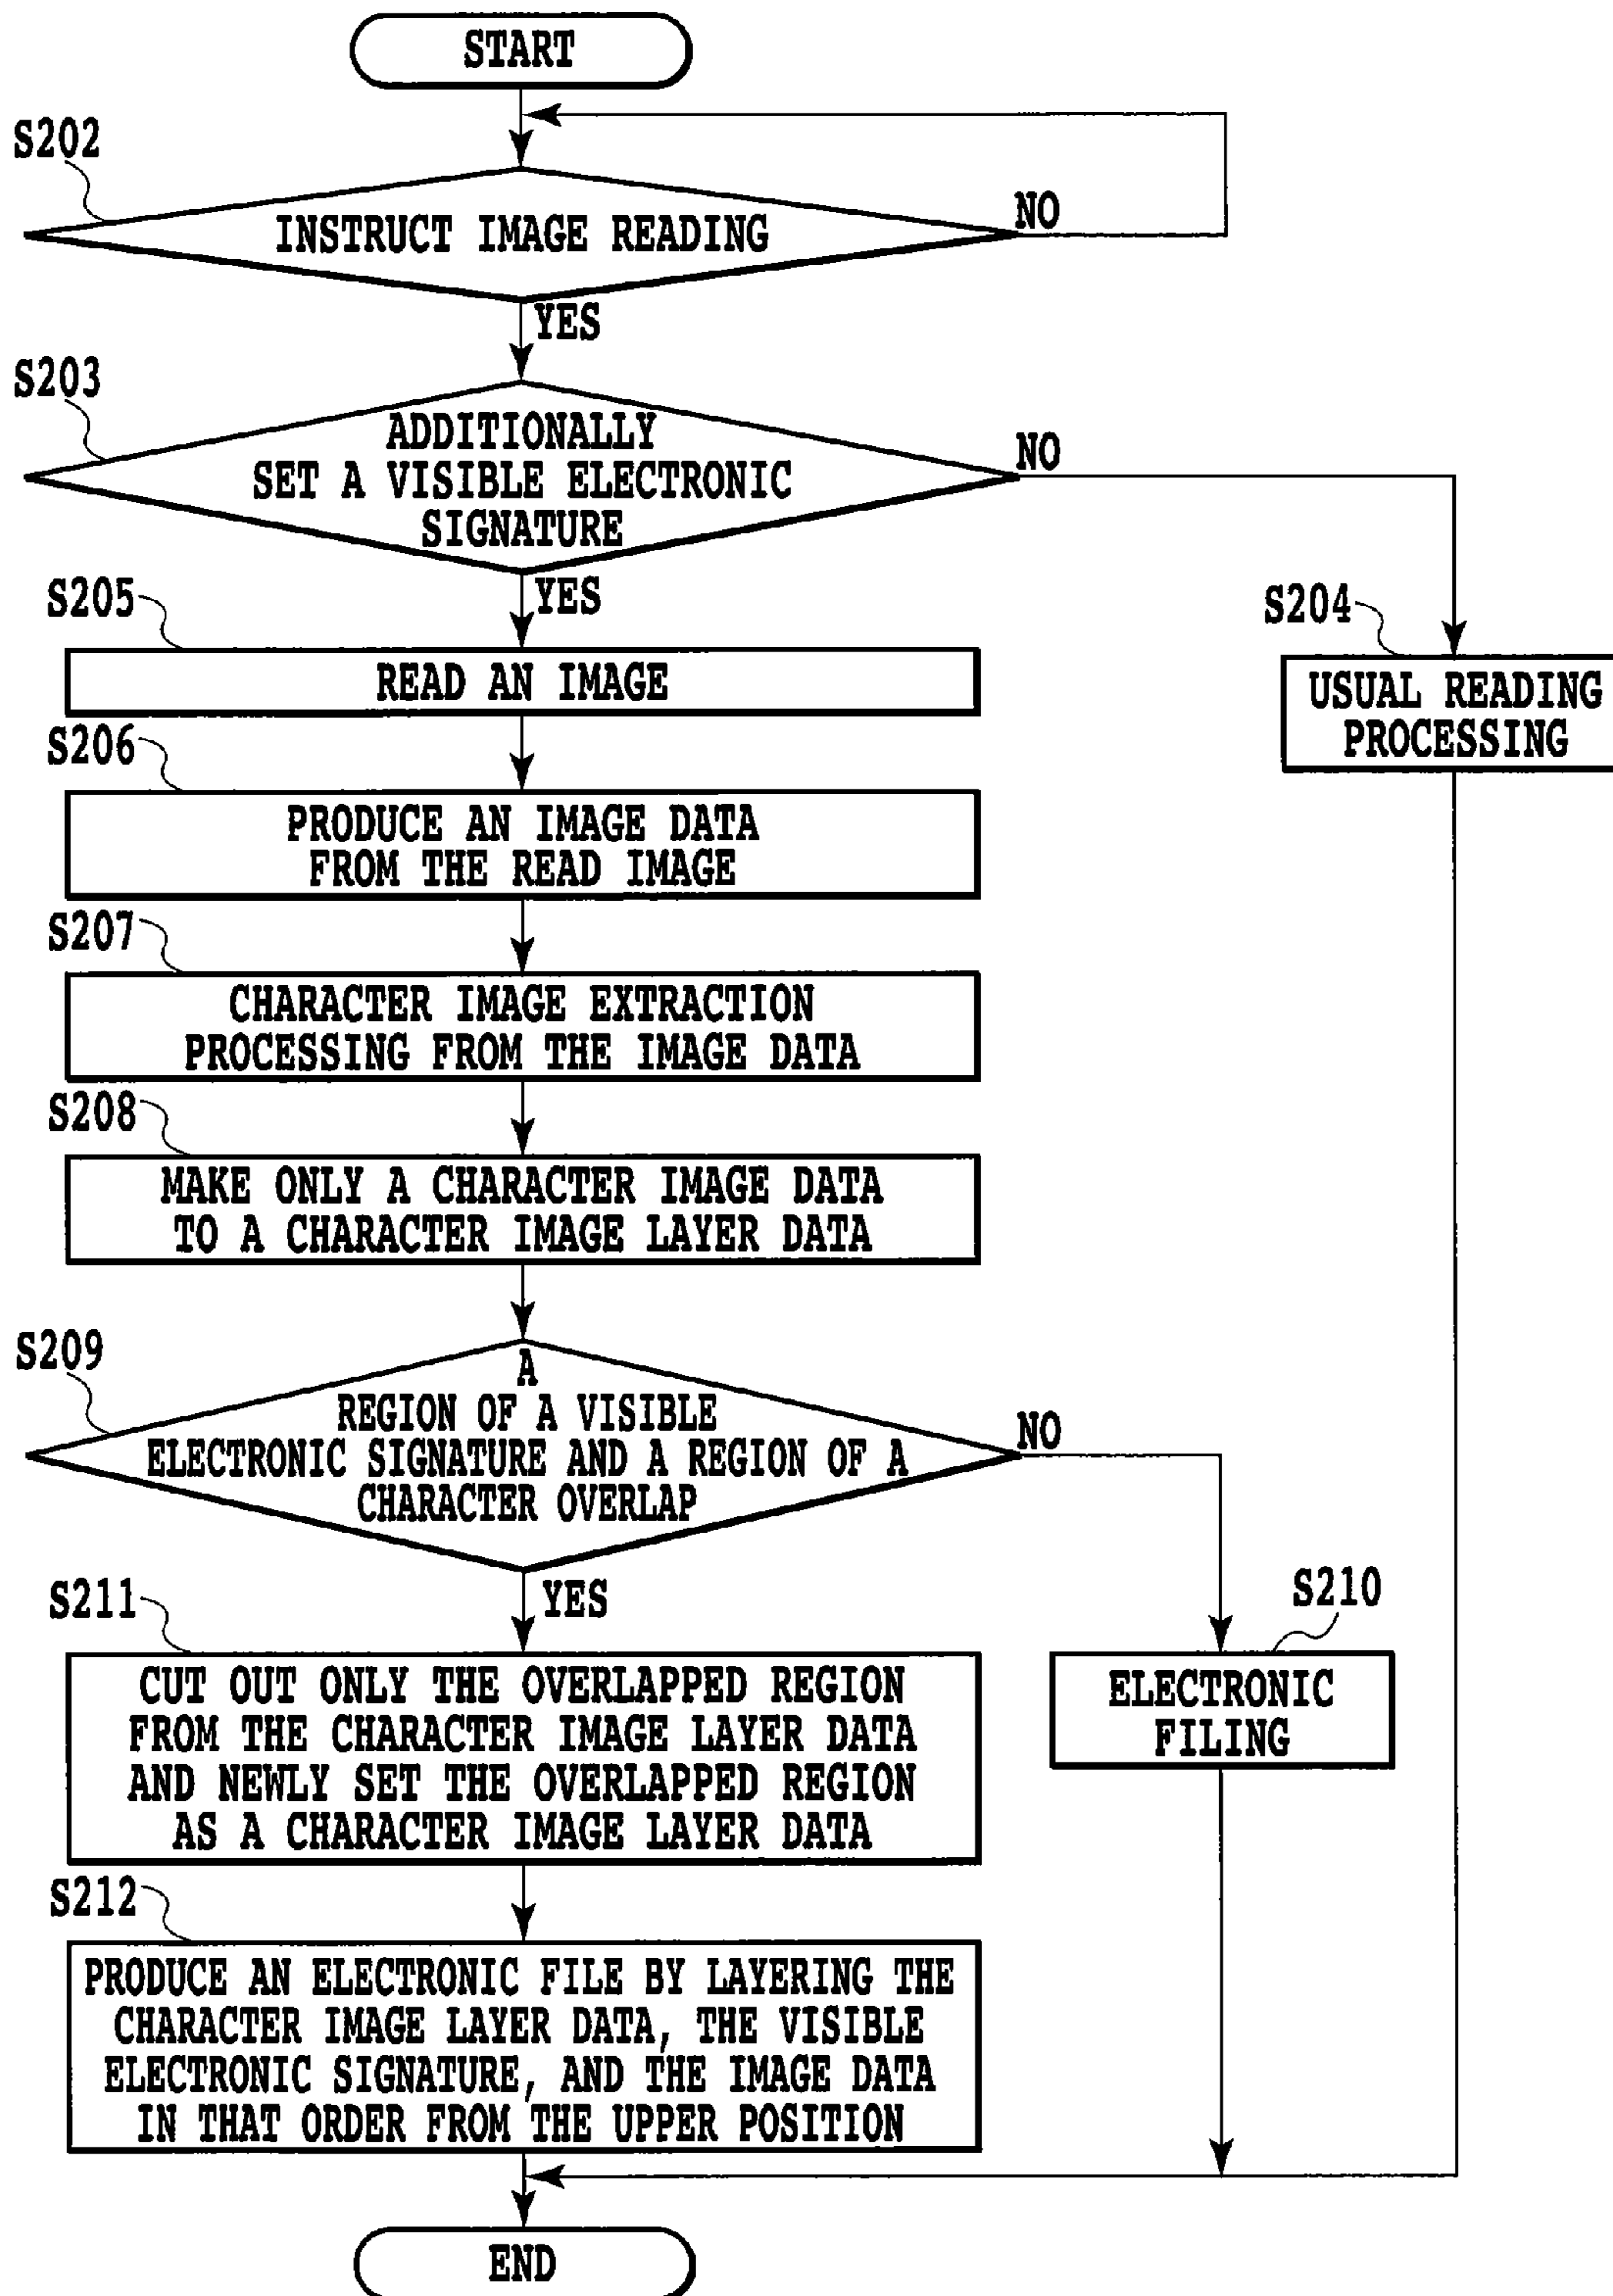 START
S202
INSTRUCT IMAGE READING
NO
YES
S203
ADDITIONALLY
SET A VISIBLE ELECTRONIC
SIGNATURE
NO
YES
S205
READ AN IMAGE
S204
USUAL READING
PROCESSING
S206
PRODUCE AN IMAGE DATA
FROM THE READ IMAGE
S207
CHARACTER IMAGE EXTRACTION
PROCESSING FROM THE IMAGE DATA
S208
MAKE ONLY A CHARACTER IMAGE DATA
TO A CHARACTER IMAGE LAYER DATA
S209
A
REGION OF A VISIBLE
ELECTRONIC SIGNATURE AND A REGION OF A
CHARACTER OVERLAP
NO
YES
S211
CUT OUT ONLY THE OVERLAPPED REGION
FROM THE CHARACTER IMAGE LAYER DATA
AND NEWLY SET THE OVERLAPPED REGION
AS A CHARACTER IMAGE LAYER DATA
S210
ELECTRONIC
FILING
S212
PRODUCE AN ELECTRONIC FILE BY LAYERING THE
CHARACTER IMAGE LAYER DATA, THE VISIBLE
ELECTRONIC SIGNATURE, AND THE IMAGE DATA
IN THAT ORDER FROM THE UPPER POSITION
END